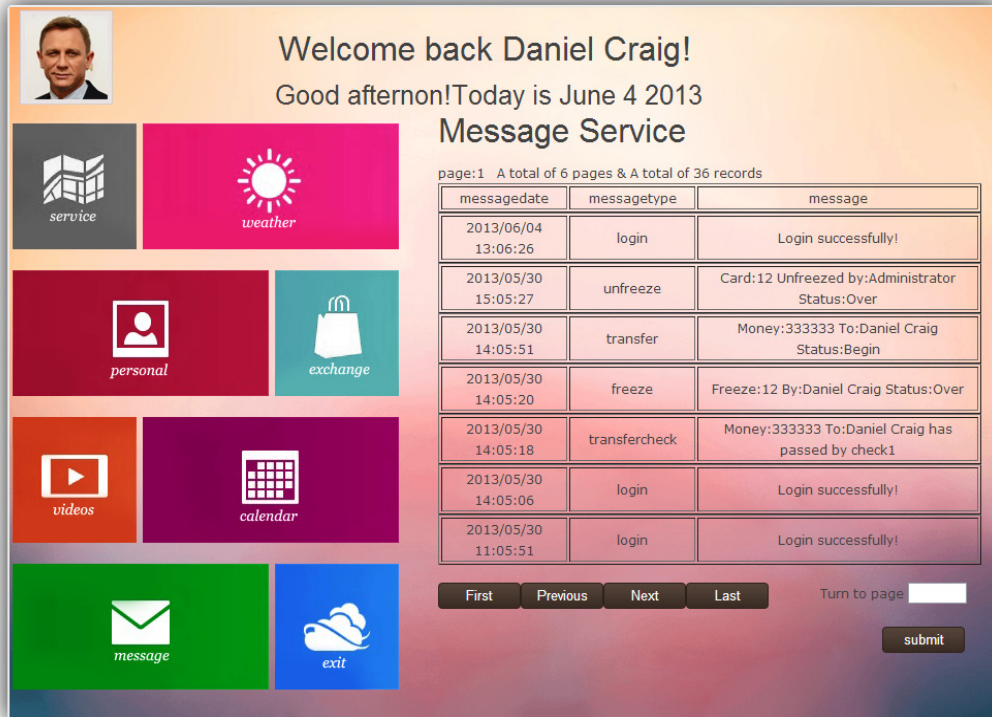 Welcome back Daniel Craig!
Good afternon!Today is June 4 2013
service
weather
personal
exchange
videos
calendar
message
exit
Message Service
page:1 A total of 6 pages & A total of 36 records
messagedate messagetype message
2013/06/04
13:06:26
login
Login successfully!
2013/05/30
15:05:27
unfreeze
Card:12 Unfreezed by:Administrator
Status:Over
2013/05/30
14:05:51
transfer
Money:333333 To:Daniel Craig
Status:Begin
2013/05/30
14:05:20
freeze
Freeze:12 By:Daniel Craig Status:Over
2013/05/30
14:05:18
transfercheck
Money:333333 To:Daniel Craig has
passed by check1
2013/05/30
14:05:06
login
Login successfully!
2013/05/30
11:05:51
login
Login successfully!
First Previous Next Last Turn to page
submit